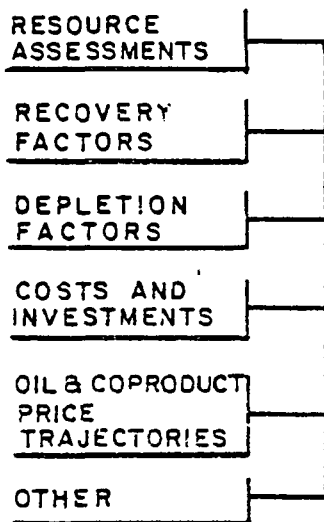 RESOURCE
ASSESSMENTS
RECOVERY
FACTORS
DEPLETION
FACTORS
COSTS AND
INVESTMENTS
OIL & COPRODUCT
PRICE
TRAJECTORIES
OTHER